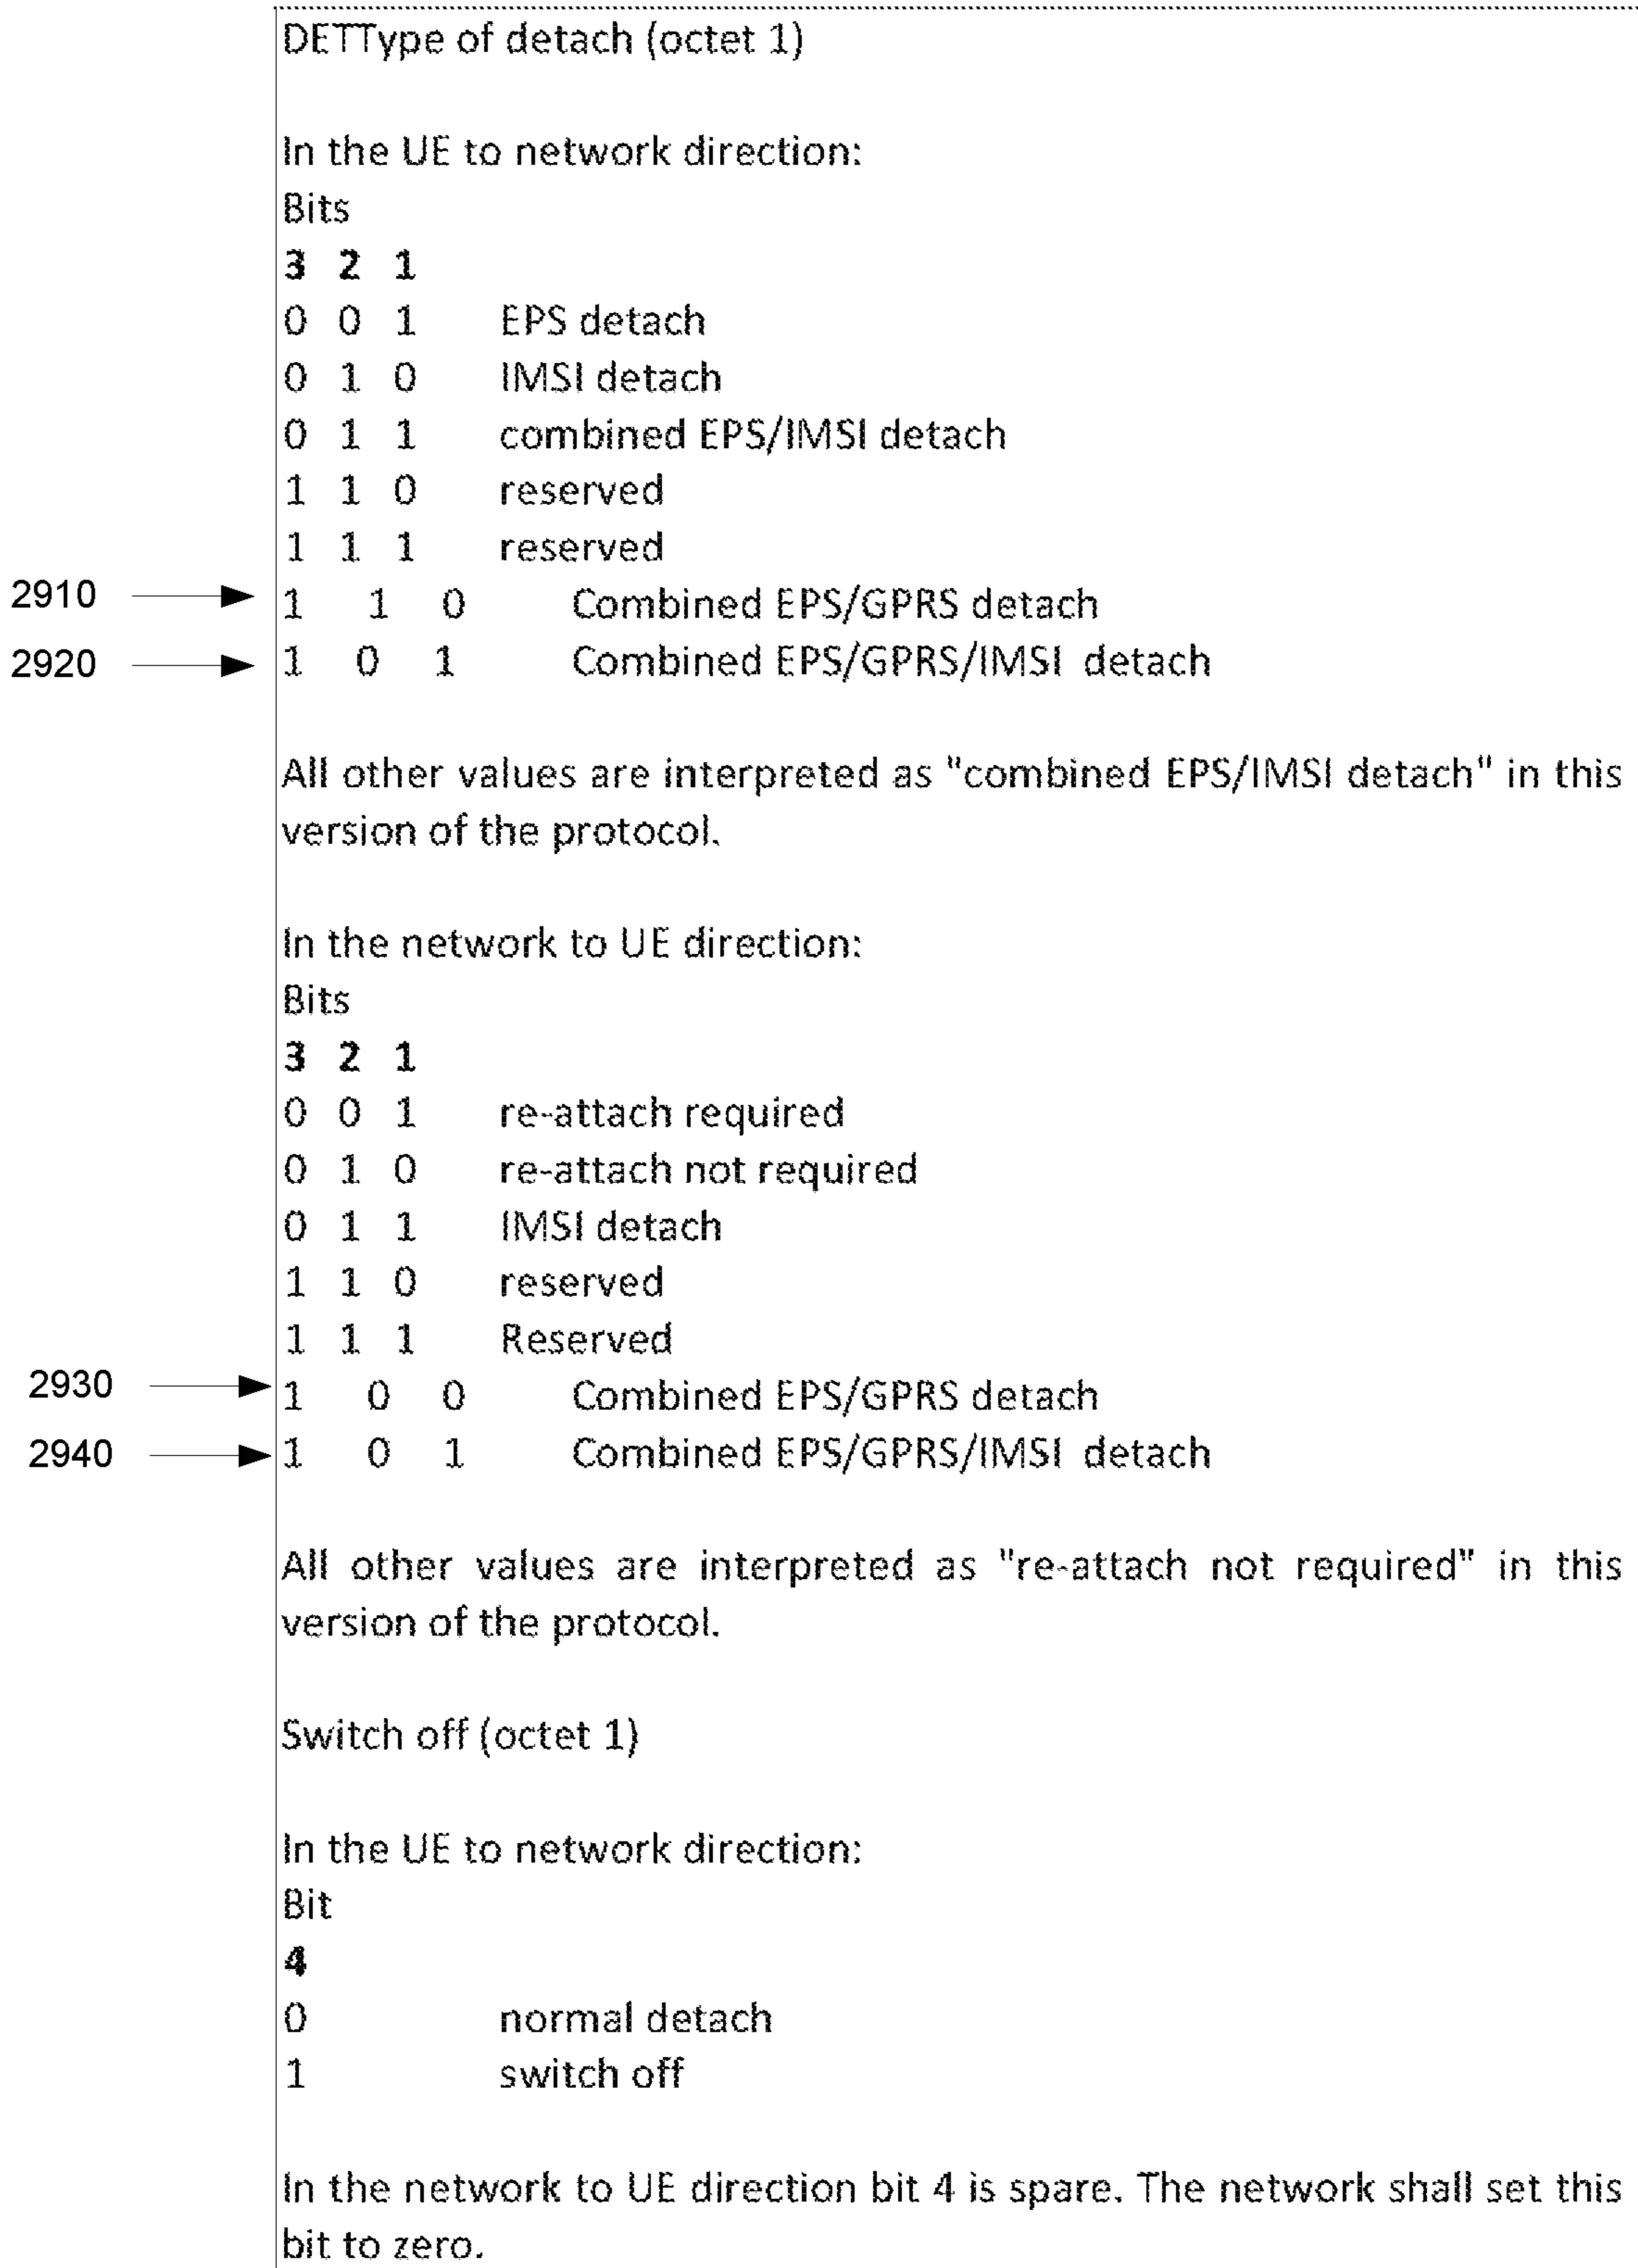 DETType of detach (octet 1)
In the UE to network direction:
Bits
3 2 1
0 0 1 EPS detach
0 1 0 IMSI detach
0 1 1 combined EPS/IMSI detach
1 1 0 reserved
1 1 1 reserved
2910 1 1 0 Combined EPS/GPRS detach
2920 1 0 1 Combined EPS/GPRS/IMSI detach
All other values are interpreted as "combined EPS/IMSI detach" in this
version of the protocol.
In the network to UE direction:
Bits
3 2 1
0 0 1 re-attach required
0 1 0 re-attach not required
0 1 1 IMSI detach
1 1 0 reserved
1 1 1 Reserved
2930 1 0 0 Combined EPS/GPRS detach
2940 1 0 1 Combined EPS/GPRS/IMSI detach
All other values are interpreted as "re-attach not required" in this
version of the protocol.
Switch off (octet 1)
In the UE to network direction:
Bit
4
0 normal detach
1 switch off
In the network to UE direction bit 4 is spare. The network shall set this
bit to zero.